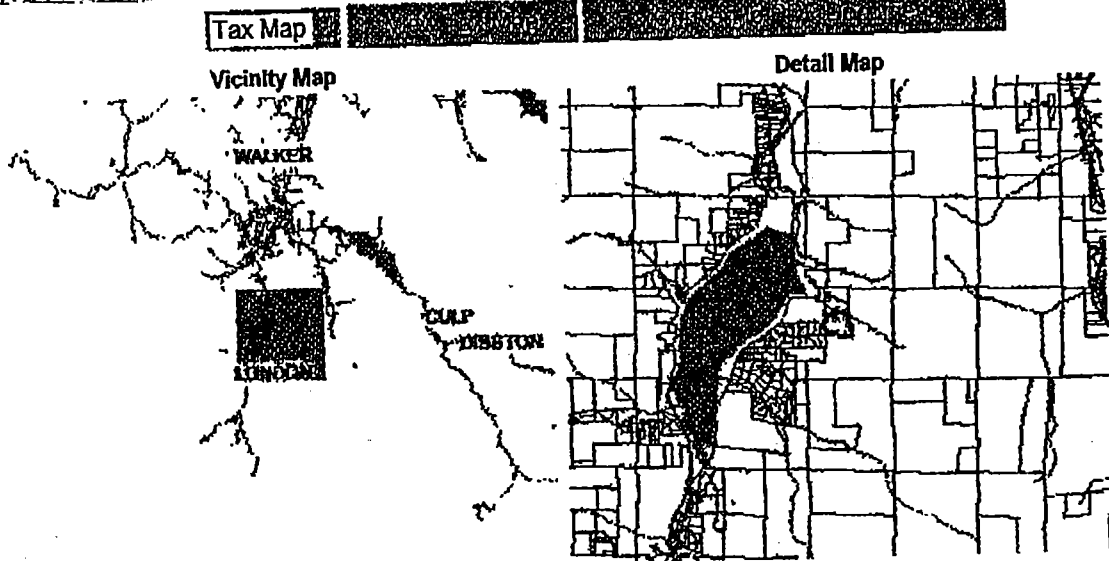 Tax Map
Vicinity Map
Detail Map
WALKER
CULP
DISSTON
LONDON